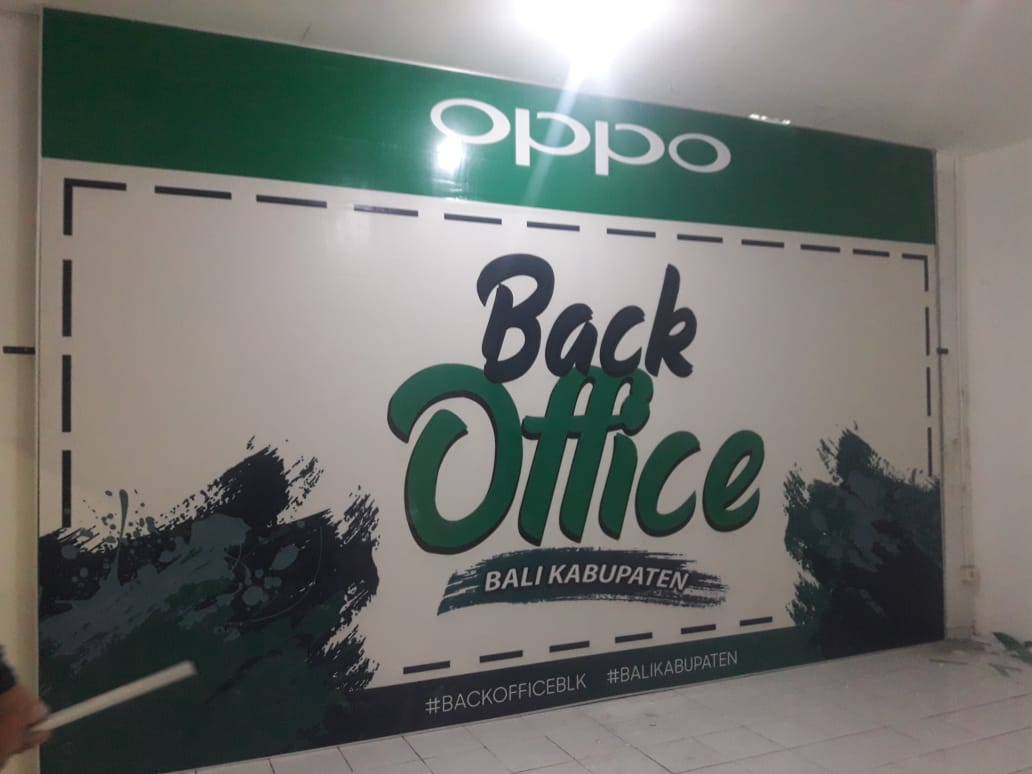 oppo
Back
Office
BALI KABUPATEN
#BACKOFFICEBLK #BALIKABUPATEN